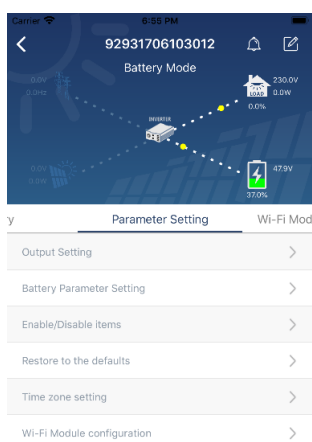 Carrier 6:55 PM
92931706103012
Battery Mode
0.0V
0.0Hz
230.0V
0.0W
LOAD
0.0%
INVERTER
0.0V
0.0W
47.9V
37.0%
ry Parameter Setting Wi-Fi Mod
Output Setting
Battery Parameter Setting
Enable/Disable items
Restore to the defaults
Time zone setting
Wi-Fi Module configuration